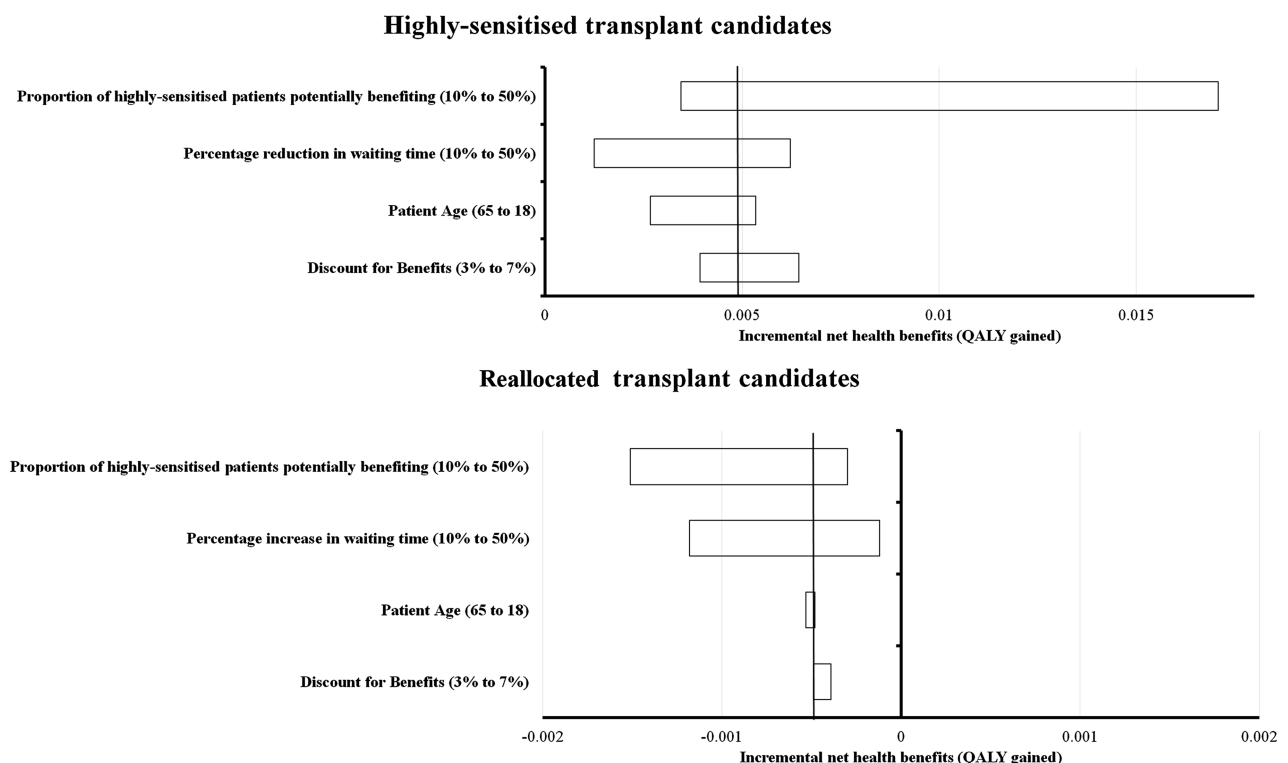 Highly-sensitised transplant candidates
Proportion of highly-sensitised patients potentially benefiting (10% to 50%)
Percentage reduction in waiting time (10% to 50%)
Patient Age (65 to 18)
Discount for Benefits (3% to 7%)
0 0.005 0.01 0.015
Incremental net health benefits (QALY gained)
Reallocated transplant candidates
Proportion of highly-sensitised patients potentially benefiting (10% to 50%)
Percentage increase in waiting time (10% to 50%)
Patient Age (65 to 18)
Discount for Benefits (3% to 7%)
-0.002 -0.001 0 0.001 0.002
Incremental net health benefits (QALY gained)